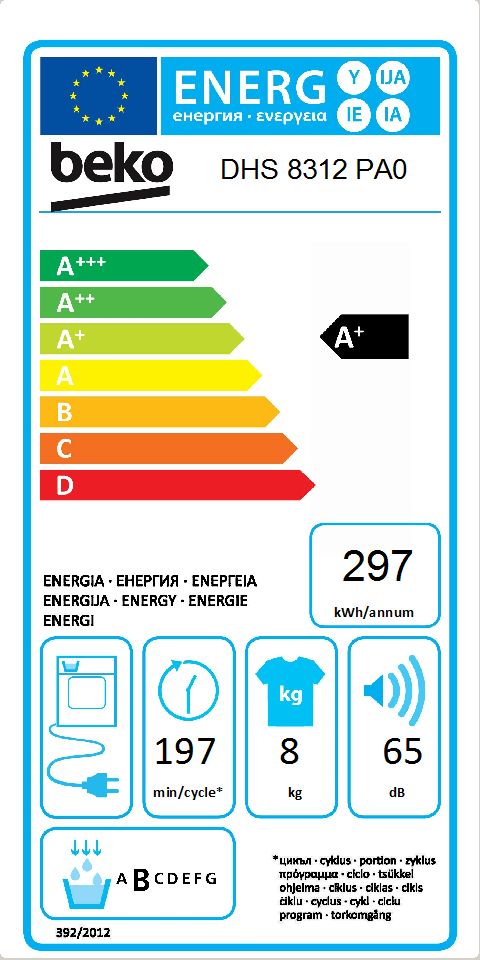 ENERG
енергия · ενεργεια
Y
IJA
IE
IA
beko
DHS 8312 PA0
A+++
A++
A+
A
B
C
D
A+
297
kWh/annum
ENERGIA · ЕНЕРГИЯ · ΕΝΕΡΓΕΙΑ
ENERGIJA · ENERGY · ENERGIE
ENERGI
197
min/cycle*
kg
8
kg
65
dB
A B C D E F G
*цикъл · cyklus · portion · zyklus
πρόγραμμα · ciclo · tsükkel
ohjelma · ciklus · ciklas · cikls
ċiklu · cyclus · cykl · ciclu
program · torkomgång
392/2012